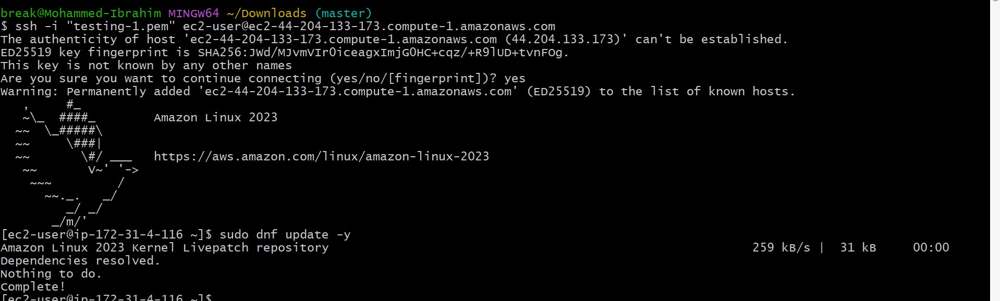 break@Mohammed-Ibrahim MINGW64 ~/Downloads (master)
$ ssh -i "testing-1.pem" ec2-user@ec2-44-204-133-173.compute-1.amazonaws.com
The authenticity of host 'ec2-44-204-133-173.compute-1.amazonaws.com (44.204.133.173)' can't be established.
ED25519 key fingerprint is SHA256:JWd/MJvmVIr0iceagxImjG0HC+cqz/+R9lUD+tvnFOg.
This key is not known by any other names
Are you sure you want to continue connecting (yes/no/[fingerprint])? yes
Warning: Permanently added 'ec2-44-204-133-173.compute-1.amazonaws.com' (ED25519) to the list of known hosts.
   ,     #_
   ~\_  ####_        Amazon Linux 2023
  ~~  \_#####\
  ~~     \###|
  ~~       \#/ ___   https://aws.amazon.com/linux/amazon-linux-2023
   ~~       V~' '->
    ~~~         /
      ~~._.   _/
         _/ _/
       _/m/'
[ec2-user@ip-172-31-4-116 ~]$ sudo dnf update -y
Amazon Linux 2023 Kernel Livepatch repository 259 kB/s | 31 kB 00:00
Dependencies resolved.
Nothing to do.
Complete!
[ec2-user@ip-172-31-4-116 ~]$